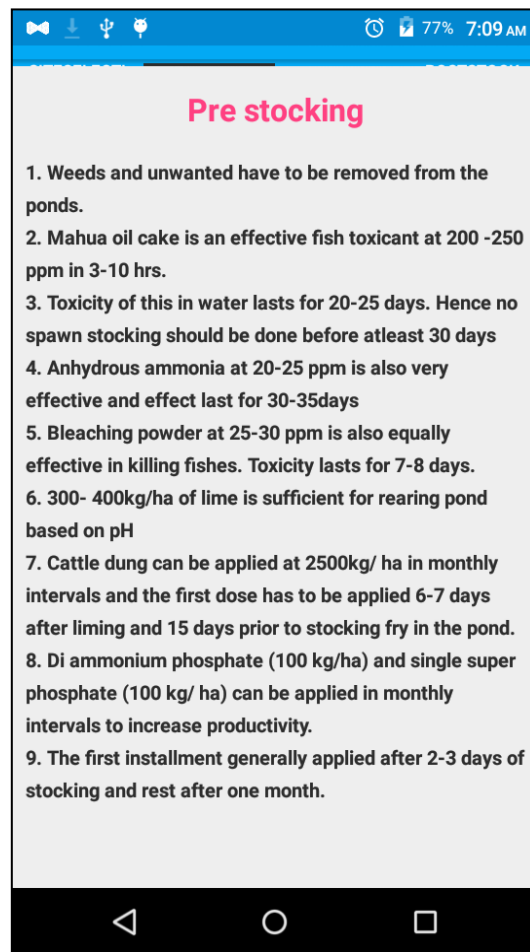 77% 7:09 AM
Pre stocking
1. Weeds and unwanted have to be removed from the
ponds.
2. Mahua oil cake is an effective fish toxicant at 200 -250
ppm in 3-10 hrs.
3. Toxicity of this in water lasts for 20-25 days. Hence no
spawn stocking should be done before atleast 30 days
4. Anhydrous ammonia at 20-25 ppm is also very
effective and effect last for 30-35days
5. Bleaching powder at 25-30 ppm is also equally
effective in killing fishes. Toxicity lasts for 7-8 days.
6. 300- 400kg/ha of lime is sufficient for rearing pond
based on pH
7. Cattle dung can be applied at 2500kg/ ha in monthly
intervals and the first dose has to be applied 6-7 days
after liming and 15 days prior to stocking fry in the pond.
8. Di ammonium phosphate (100 kg/ha) and single super
phosphate (100 kg/ ha) can be applied in monthly
intervals to increase productivity.
9. The first installment generally applied after 2-3 days of
stocking and rest after one month.